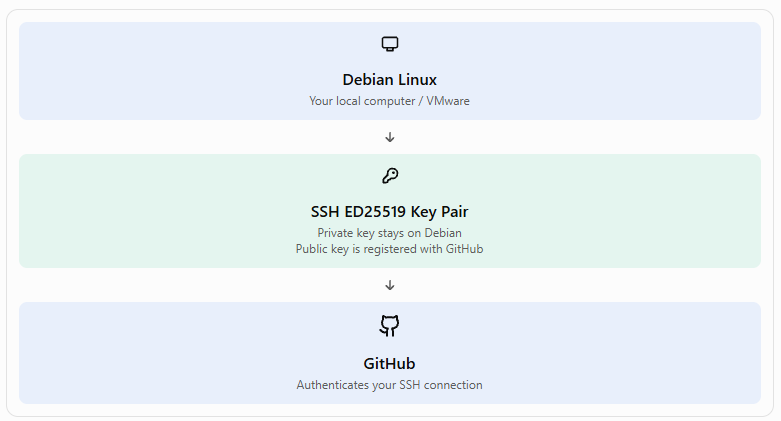 Debian Linux
Your local computer / VMware
SSH ED25519 Key Pair
Private key stays on Debian
Public key is registered with GitHub
GitHub
Authenticates your SSH connection